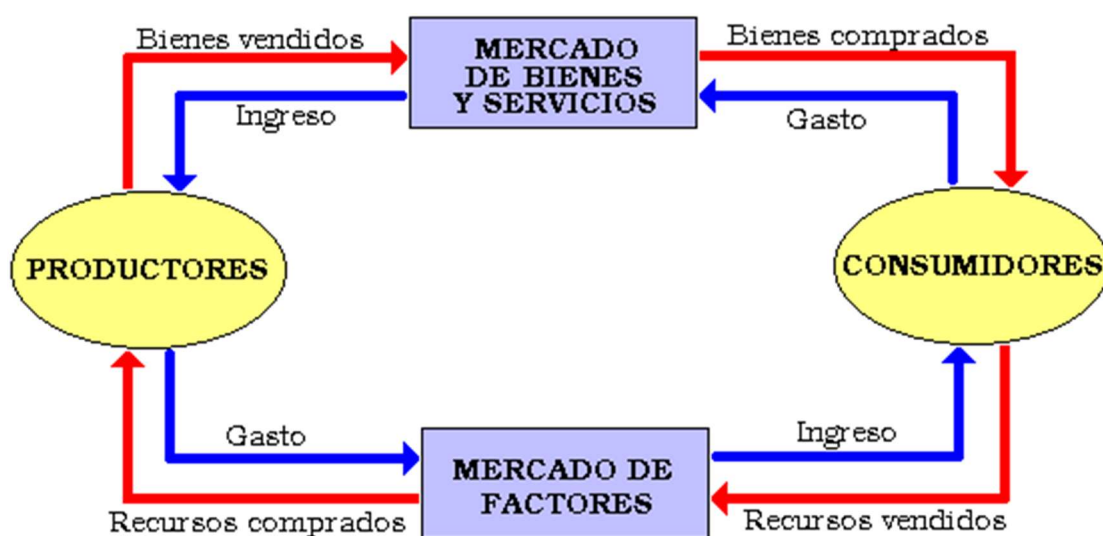 Bienes vendidos
MERCADO
DE BIENES
Y SERVICIOS
Bienes comprados
Ingreso
Gasto
PRODUCTORES
CONSUMIDORES
Gasto
MERCADO DE
FACTORES
Ingreso
Recursos comprados
Recursos vendidos